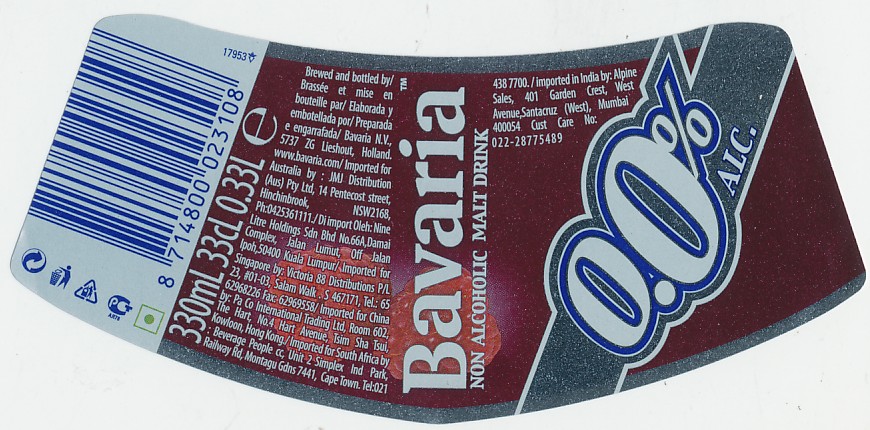 17953
8 714800 023108
330mL 33cL 0.33L e
Brewed and bottled by/
Brassée et mise en
bouteille par/ Elaborada y
embotellada por/ Preparada
e engarrafada/ Bavaria N.V.,
5737 ZG Lieshout, Holland.
www.bavaria.com/ Imported for
Australia by : JMJ Distribution
(Aus) Pty Ltd, 14 Pentecost street,
Hinchinbrook, NSW2168,
Ph:0425361111./ Di import Oleh: Nine
Litre Holdings Sdn Bhd No.66A,Damai
Complex, Jalan Lumut, Off Jalan
Ipoh,50400 Kuala Lumpur/ Imported for
Singapore by: Victoria 88 Distributions P/L
23, #01-03, Salam Walk , S 467171, Tel.: 65
62968226 Fax: 62969558/ Imported for China
by: Pa Co International Trading Ltd, Room 602,
The Hart, No.4 Hart Avenue, Tsim Sha Tsui,
Kowloon, Hong Kong / Imported for South Africa by
: Beverage People cc, Unit 2 Simplex Ind Park,
Railway Rd, Montagu Gdns 7441, Cape Town. Tel:021
Bavaria™
NON ALCOHOLIC MALT DRINK
438 7700. / imported in India by: Alpine
Sales, 401 Garden Crest, West
Avenue,Santacruz (West), Mumbai
400054 Cust Care No:
022-28775489
0.0%
ALC.